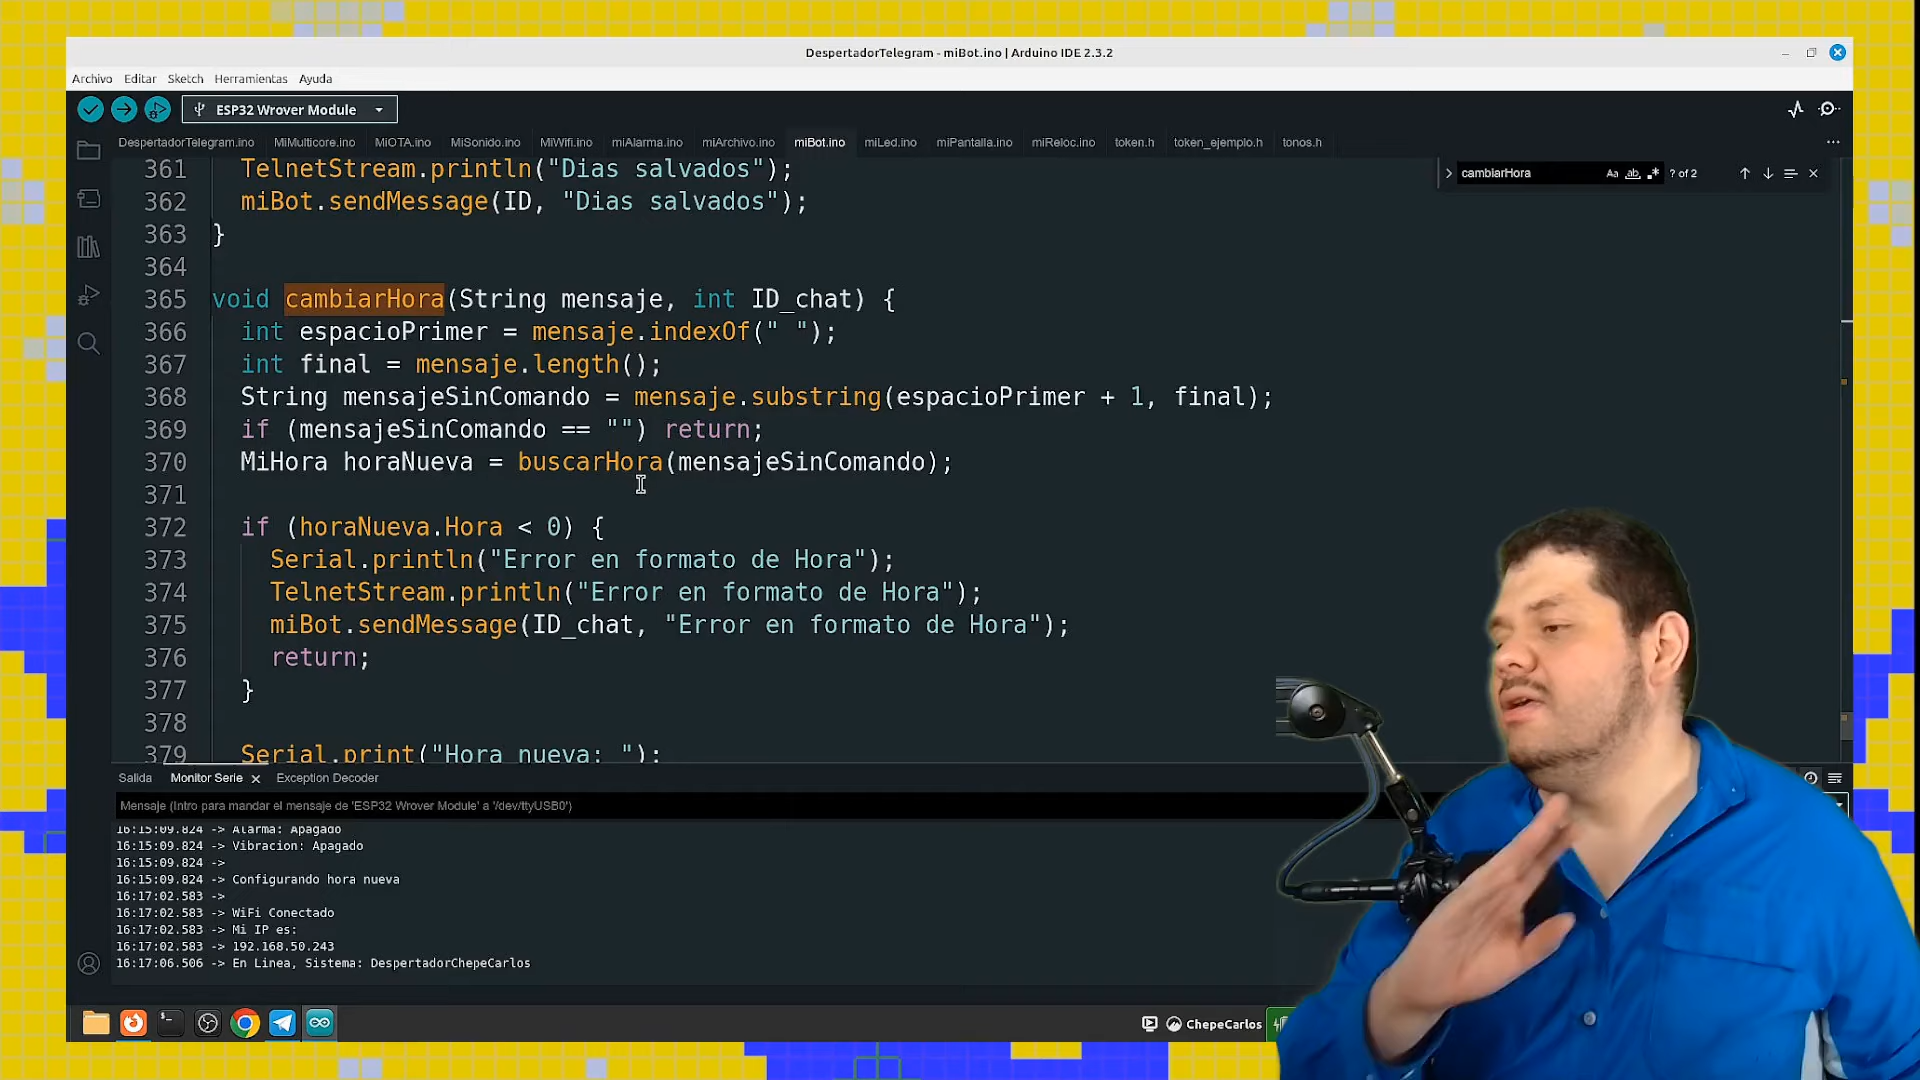 DespertadorTelegram - miBot.ino | Arduino IDE 2.3.2
Archivo Editar Sketch Herramientas Ayuda
ESP32 Wrover Module
DespertadorTelegram.ino MiMulticore.ino MiOTA.ino MiSonido.ino MiWifi.ino miAlarma.ino miArchivo.ino miBot.ino miLed.ino miPantalla.ino miReloc.ino token.h token_ejemplo.h tonos.h
cambiarHora Aa ab .* ? of 2
361 TelnetStream.println("Dias salvados");
362 miBot.sendMessage(ID, "Dias salvados");
363 }
364
365 void cambiarHora(String mensaje, int ID_chat) {
366 int espacioPrimer = mensaje.indexOf(" ");
367 int final = mensaje.length();
368 String mensajeSinComando = mensaje.substring(espacioPrimer + 1, final);
369 if (mensajeSinComando == "") return;
370 MiHora horaNueva = buscarHora(mensajeSinComando);
371
372 if (horaNueva.Hora < 0) {
373 Serial.println("Error en formato de Hora");
374 TelnetStream.println("Error en formato de Hora");
375 miBot.sendMessage(ID_chat, "Error en formato de Hora");
376 return;
377 }
378
379 Serial.print("Hora nueva: ");
Salida Monitor Serie Exception Decoder
Mensaje (Intro para mandar el mensaje de 'ESP32 Wrover Module' a '/dev/ttyUSB0')
16:15:09.824 -> Alarma: Apagado
16:15:09.824 -> Vibracion: Apagado
16:15:09.824 ->
16:15:09.824 -> Configurando hora nueva
16:17:02.583 ->
16:17:02.583 -> WiFi Conectado
16:17:02.583 -> Mi IP es:
16:17:02.583 -> 192.168.50.243
16:17:06.506 -> En Linea, Sistema: DespertadorChepeCarlos
ChepeCarlos